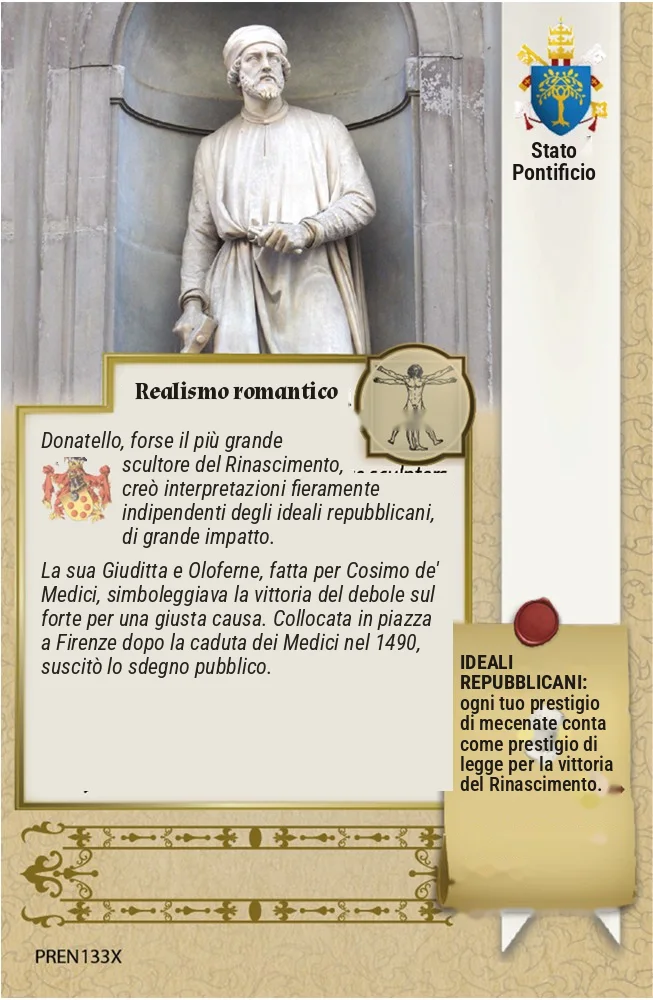 Stato
Pontificio
Realismo romantico
Donatello, forse il più grande
scultore del Rinascimento,
creò interpretazioni fieramente
indipendenti degli ideali repubblicani,
di grande impatto.
La sua Giuditta e Oloferne, fatta per Cosimo de'
Medici, simboleggiava la vittoria del debole sul
forte per una giusta causa. Collocata in piazza
a Firenze dopo la caduta dei Medici nel 1490,
suscitò lo sdegno pubblico.
IDEALI
REPUBBLICANI:
ogni tuo prestigio
di mecenate conta
come prestigio di
legge per la vittoria
del Rinascimento.
PREN133X